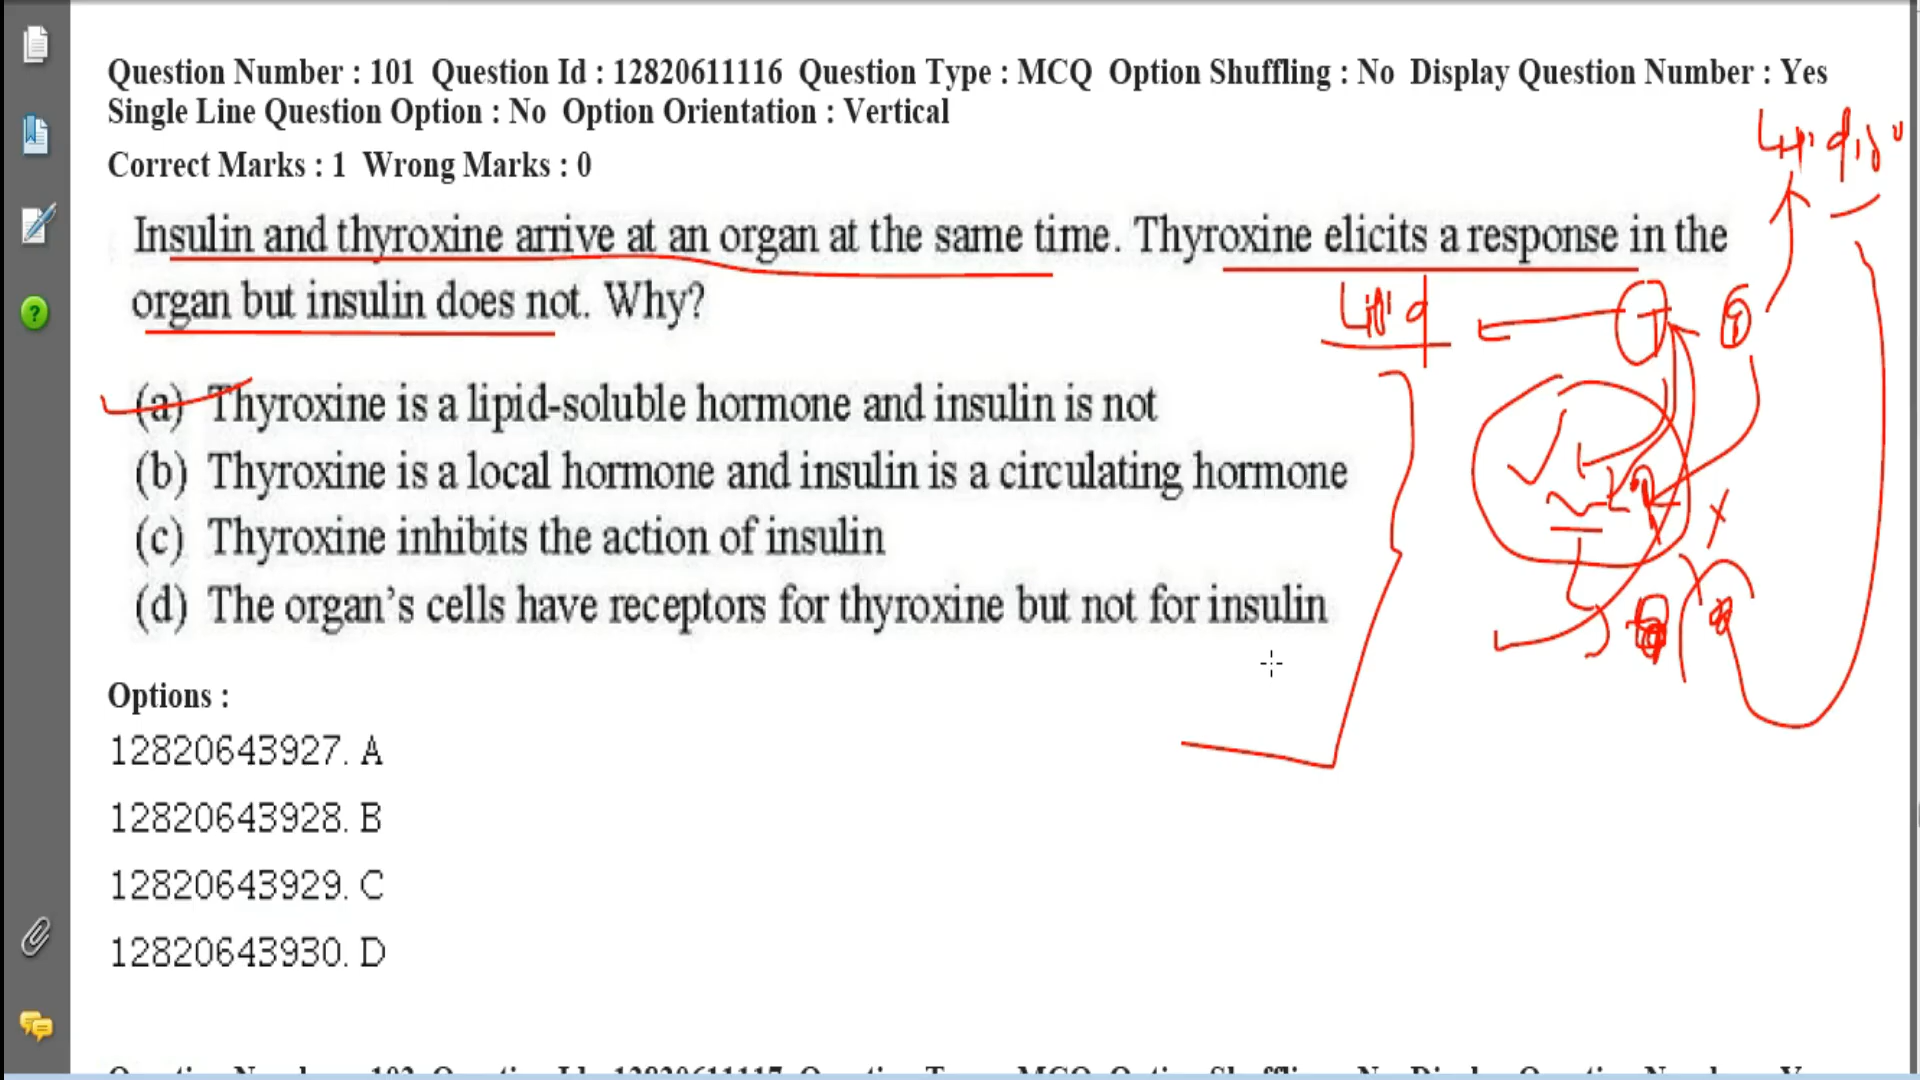 Question Number : 101 Question Id : 12820611116 Question Type : MCQ Option Shuffling : No Display Question Number : Yes
Single Line Question Option : No Option Orientation : Vertical
Correct Marks : 1 Wrong Marks : 0
Insulin and thyroxine arrive at an organ at the same time. Thyroxine elicits a response in the
organ but insulin does not. Why?
(a) Thyroxine is a lipid-soluble hormone and insulin is not
(b) Thyroxine is a local hormone and insulin is a circulating hormone
(c) Thyroxine inhibits the action of insulin
(d) The organ's cells have receptors for thyroxine but not for insulin
Options :
12820643927. A
12820643928. B
12820643929. C
12820643930. D